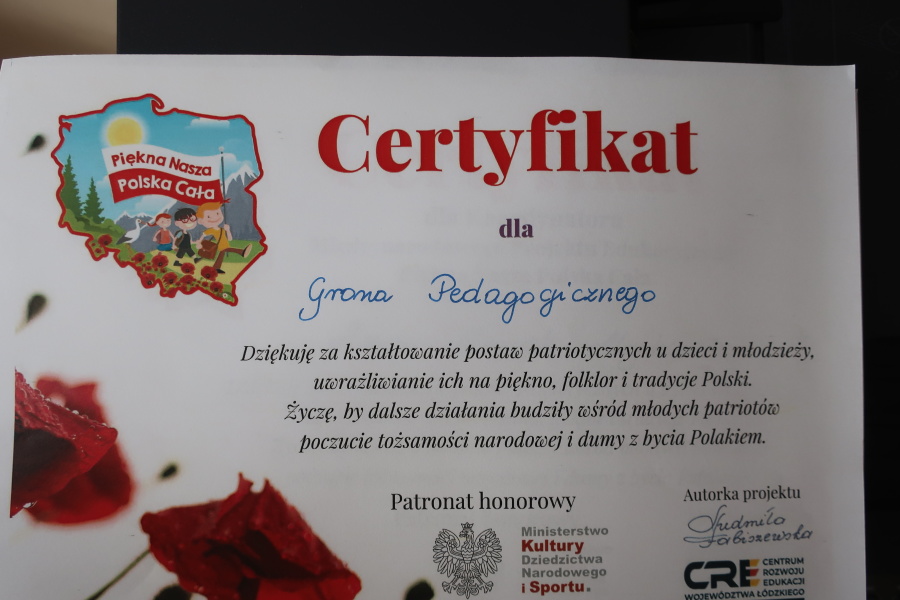 Piękna Nasza
Polska Cała
Certyfikat
dla
Grona Pedagogicznego
Dziękuję za kształtowanie postaw patriotycznych u dzieci i młodzieży,
uwrażliwianie ich na piękno, folklor i tradycje Polski.
Życzę, by dalsze działania budziły wśród młodych patriotów
poczucie tożsamości narodowej i dumy z bycia Polakiem.
Patronat honorowy
Ministerstwo
Kultury
Dziedzictwa
Narodowego
i Sportu.
Autorka projektu
Ludmiła
Fabiszewska
CRE
CENTRUM
ROZWOJU
EDUKACJI
WOJEWÓDZTWA ŁÓDZKIEGO